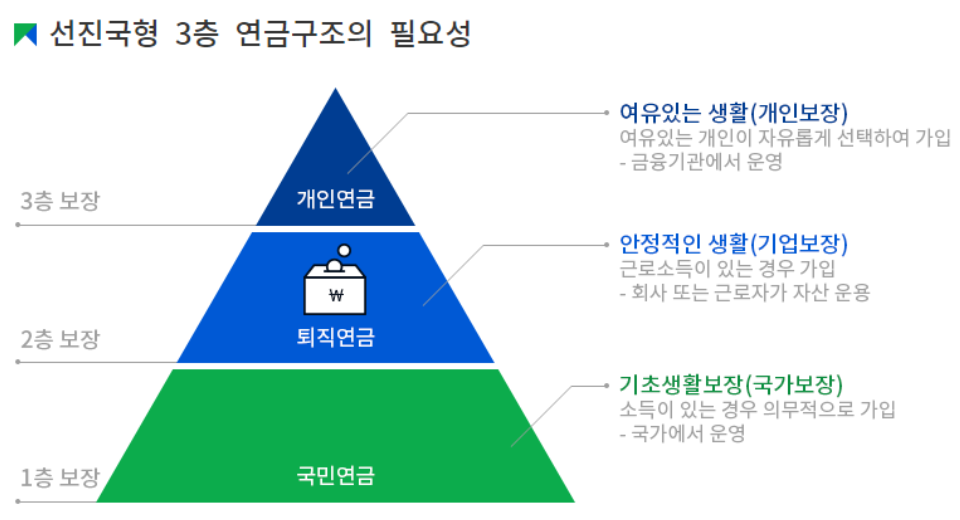 선진국형 3층 연금구조의 필요성
여유있는 생활(개인보장)
여유있는 개인이 자유롭게 선택하여 가입
- 금융기관에서 운영
3층 보장
개인연금
안정적인 생활(기업보장)
근로소득이 있는 경우 가입
- 회사 또는 근로자가 자산 운용
₩
2층 보장
퇴직연금
기초생활보장(국가보장)
소득이 있는 경우 의무적으로 가입
- 국가에서 운영
1층 보장
국민연금